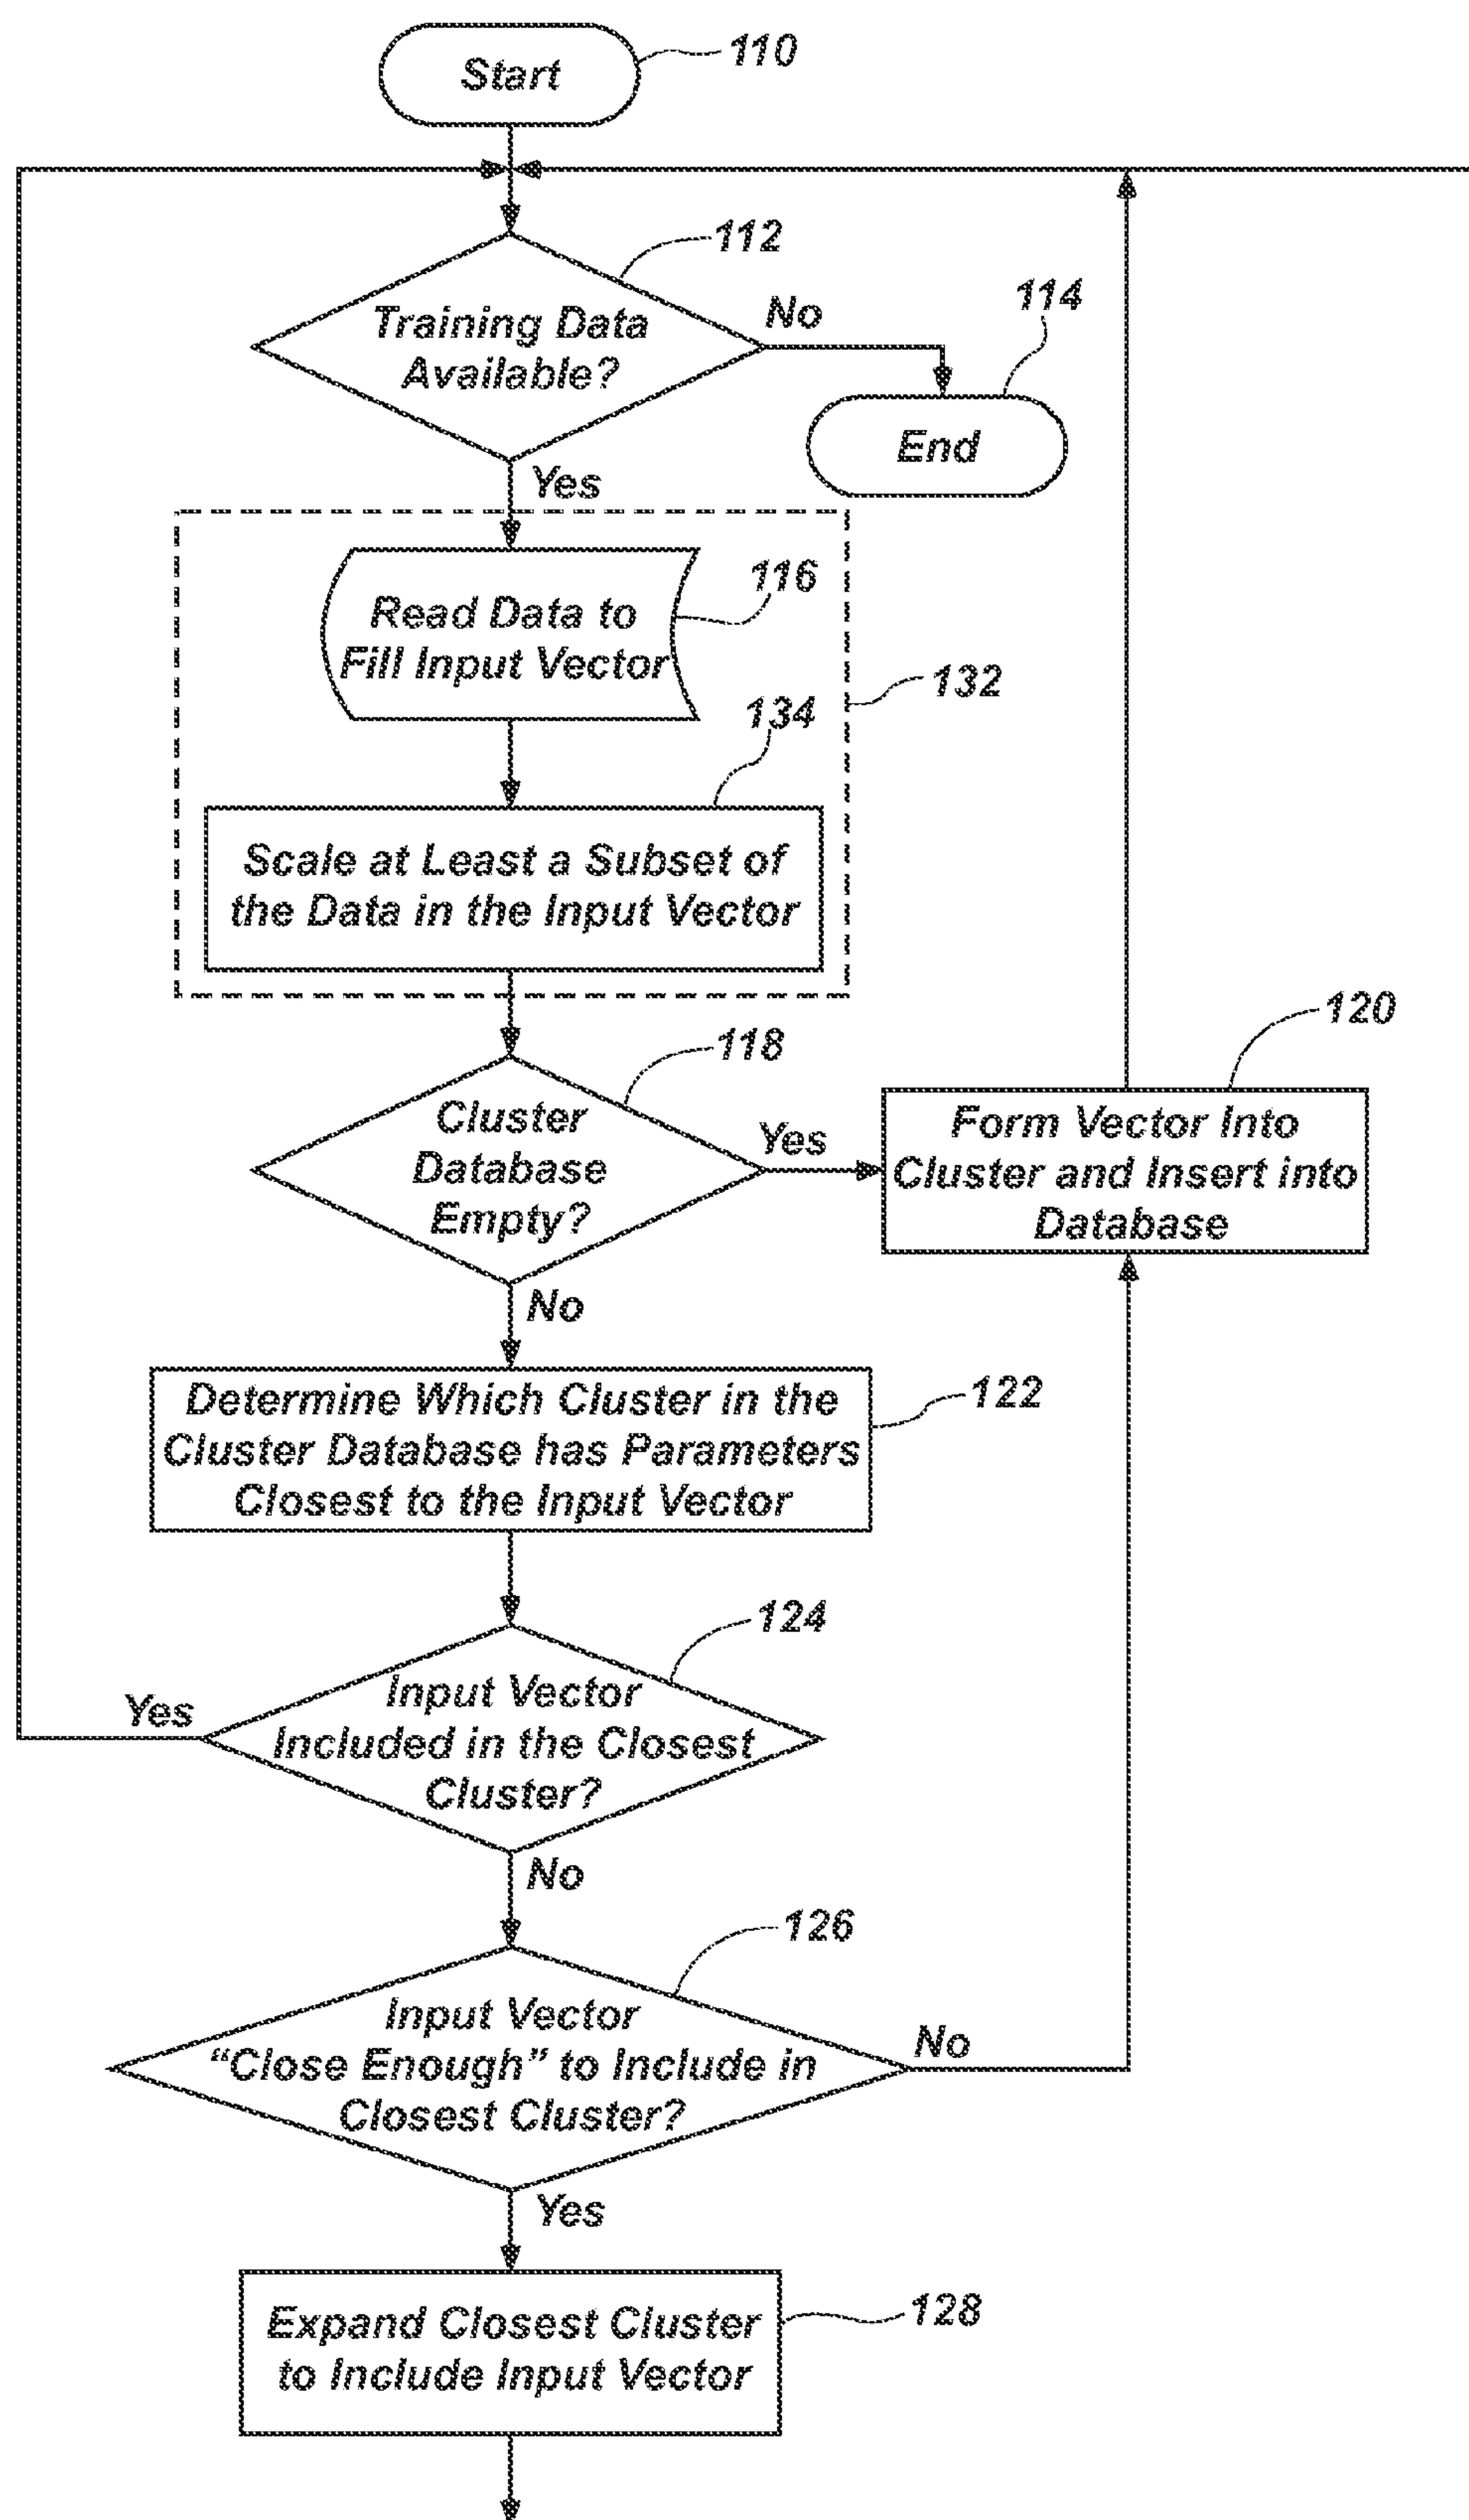 Start
110
112
Training Data
Available?
No
114
End
Yes
116
Read Data to
Fill Input Vector
132
134
Scale at Least a Subset of
the Data in the Input Vector
118
120
Cluster
Database
Empty?
Yes
Form Vector Into
Cluster and Insert into
Database
No
Determine Which Cluster in the
Cluster Database has Parameters
Closest to the Input Vector
122
124
Input Vector
Included in the Closest
Cluster?
Yes
No
126
Input Vector
“Close Enough” to Include in
Closest Cluster?
No
Yes
Expand Closest Cluster
to Include Input Vector
128